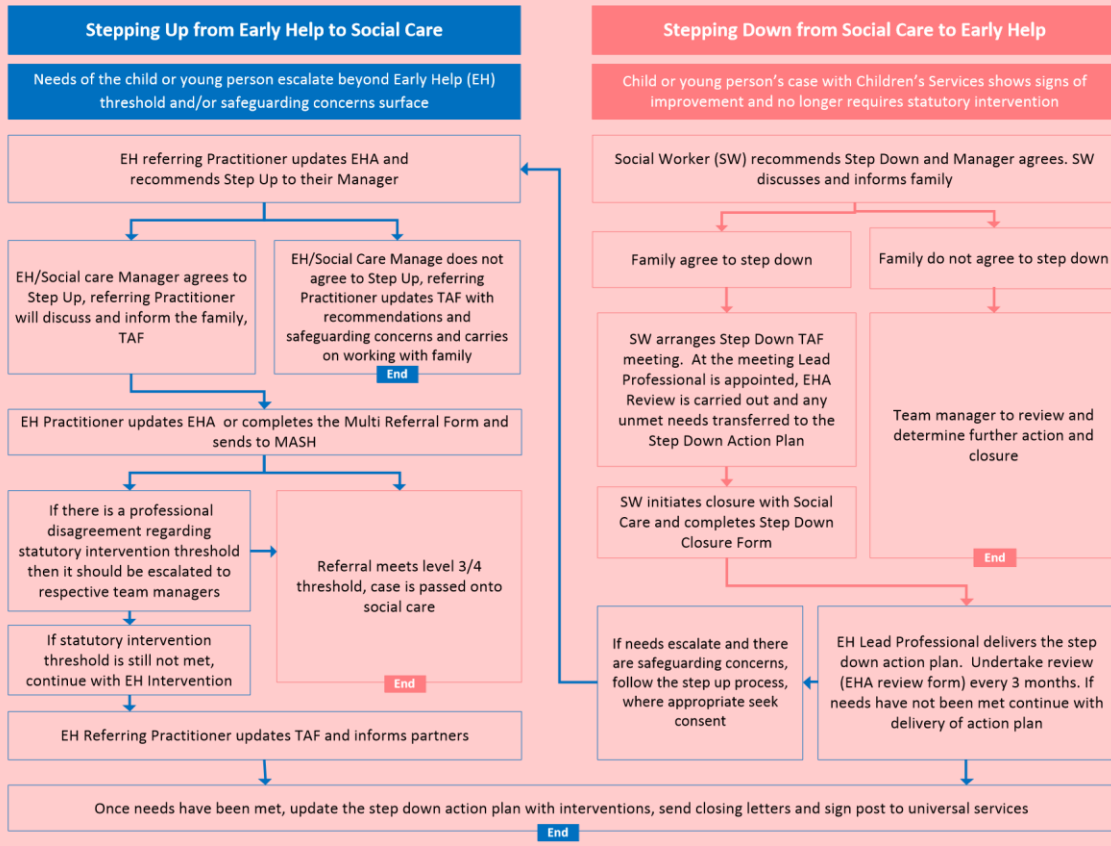 Stepping Up from Early Help to Social Care
Needs of the child or young person escalate beyond Early Help (EH)
threshold and/or safeguarding concerns surface
EH referring Practitioner updates EHA and
recommends Step Up to their Manager
EH/Social care Manager agrees to
Step Up, referring Practitioner
will discuss and inform the family,
TAF
EH/Social Care Manage does not
agree to Step Up, referring
Practitioner updates TAF with
recommendations and
safeguarding concerns and carries
on working with family
End
EH Practitioner updates EHA or completes the Multi Referral Form and
sends to MASH
If there is a professional
disagreement regarding
statutory intervention threshold
then it should be escalated to
respective team managers
Referral meets level 3/4
threshold, case is passed onto
social care
End
If statutory intervention
threshold is still not met,
continue with EH Intervention
EH Referring Practitioner updates TAF and informs partners
Stepping Down from Social Care to Early Help
Child or young person's case with Children's Services shows signs of
improvement and no longer requires statutory intervention
Social Worker (SW) recommends Step Down and Manager agrees. SW
discusses and informs family
Family agree to step down
Family do not agree to step down
SW arranges Step Down TAF
meeting. At the meeting Lead
Professional is appointed, EHA
Review is carried out and any
unmet needs transferred to the
Step Down Action Plan
Team manager to review and
determine further action and
closure
End
SW initiates closure with Social
Care and completes Step Down
Closure Form
If needs escalate and there
are safeguarding concerns,
follow the step up process,
where appropriate seek
consent
EH Lead Professional delivers the step
down action plan. Undertake review
(EHA review form) every 3 months. If
needs have not been met continue with
delivery of action plan
Once needs have been met, update the step down action plan with interventions, send closing letters and sign post to universal services
End